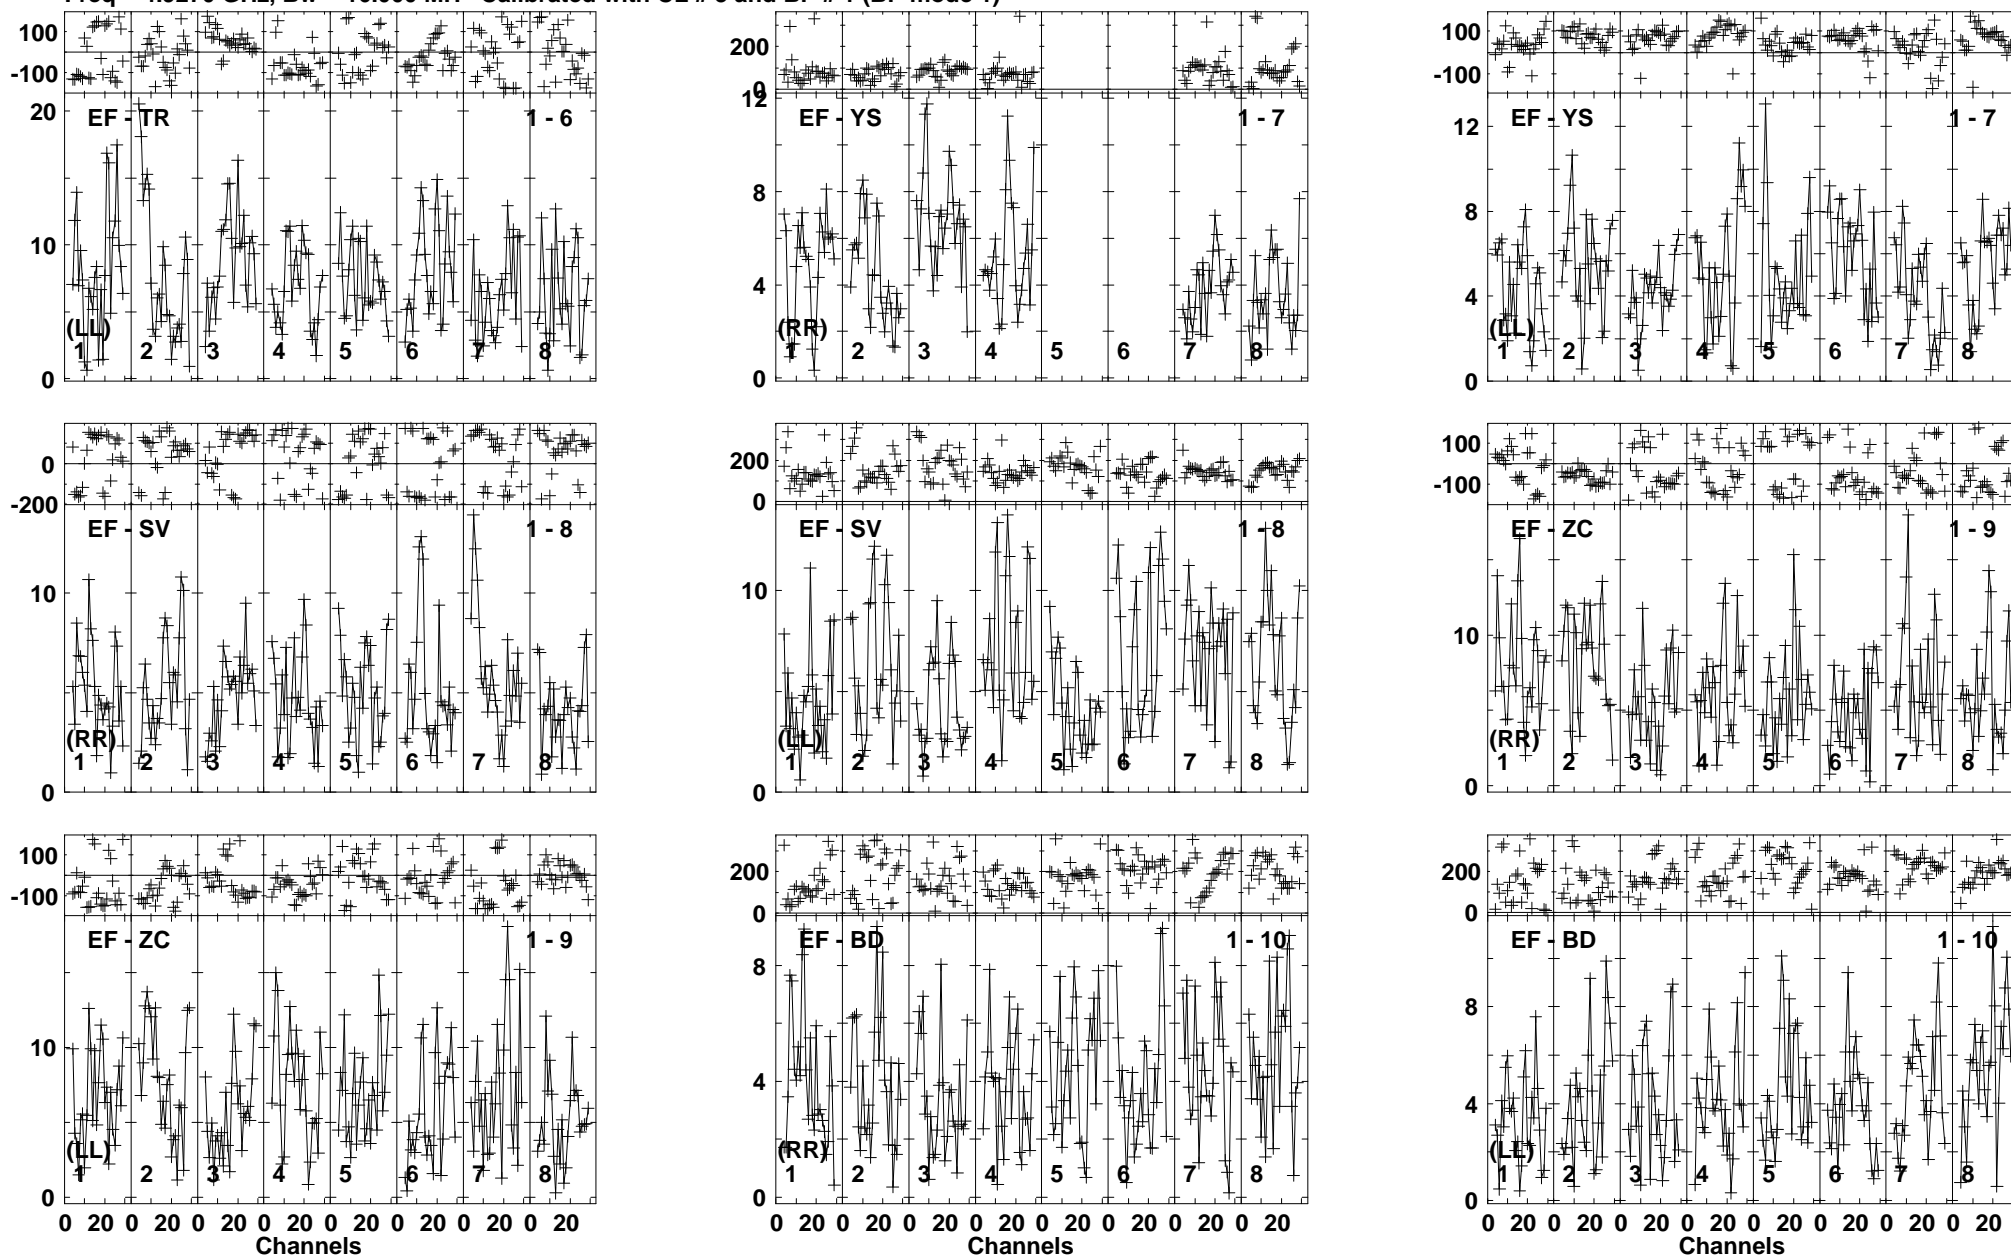 100 -100 200 0 100 -100
EF - TR 1 - 6 EF - YS 1 - 7 EF - YS 1 - 7
20 10 0 12 8 4 0 12 8 4 0
(LL) (RR) (LL)
1 2 3 4 5 6 7 8 1 2 3 4 5 6 7 8 1 2 3 4 5 6 7 8
0 -200 200 0 100 -100
EF - SV 1 - 8 EF - SV 1 - 8 EF - ZC 1 - 9
10 0 10 0 10 0
(RR) (LL) (RR)
1 2 3 4 5 6 7 8 1 2 3 4 5 6 7 8 1 2 3 4 5 6 7 8
100 -100 200 0 200 0
EF - ZC 1 - 9 EF - BD 1 - 10 EF - BD 1 - 10
10 0 8 4 0 8 4 0
(LL) (RR) (LL)
1 2 3 4 5 6 7 8 1 2 3 4 5 6 7 8 1 2 3 4 5 6 7 8
0 20 0 20 0 20 0 20 0 20 0 20 0 20 0 20 0 20 0 20 0 20 0 20 0 20 0 20 0 20 0 20 0 20 0 20 0 20 0 20 0 20 0 20 0 20 0 20
Channels Channels Channels